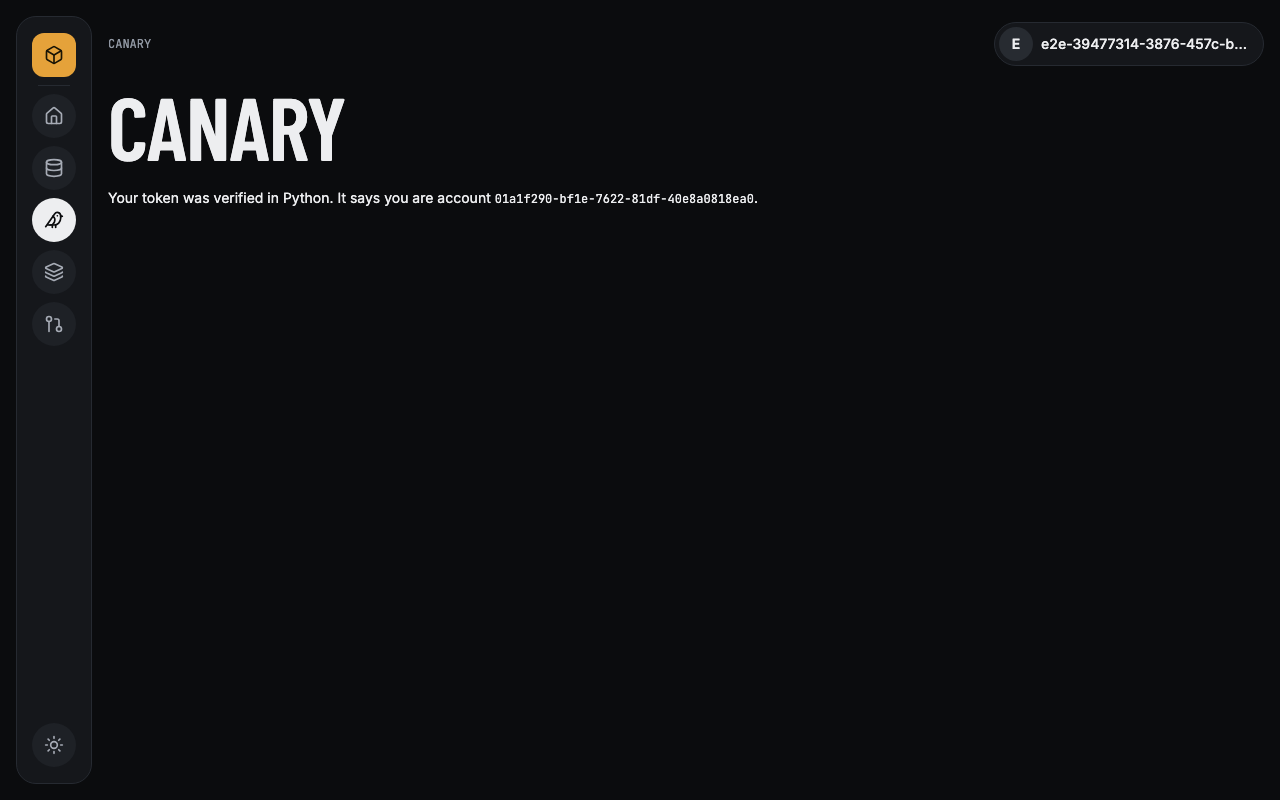 CANARY
E e2e-39477314-3876-457c-b...
CANARY
Your token was verified in Python. It says you are account 01a1f290-bf1e-7622-81df-40e8a0818ea0.